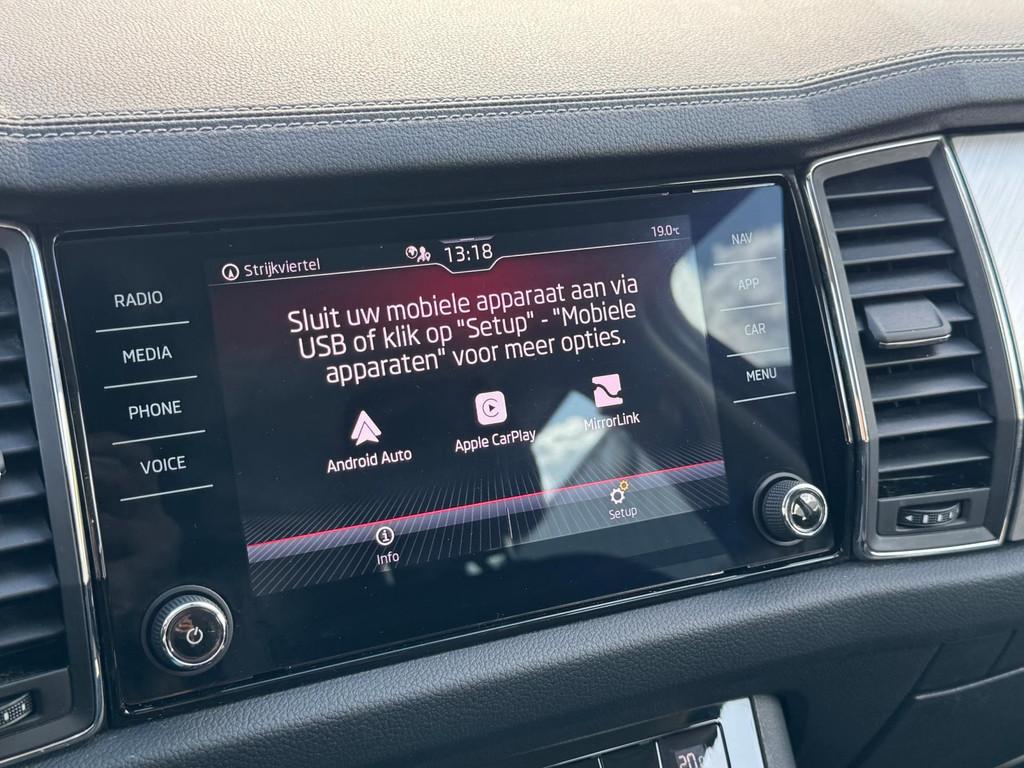 Strijkviertel
13:18
19.0°C
RADIO
MEDIA
PHONE
VOICE
Sluit uw mobiele apparaat aan via
USB of klik op "Setup" - "Mobiele
apparaten" voor meer opties.
Android Auto
Apple CarPlay
MirrorLink
Info
Setup
NAV
APP
CAR
MENU